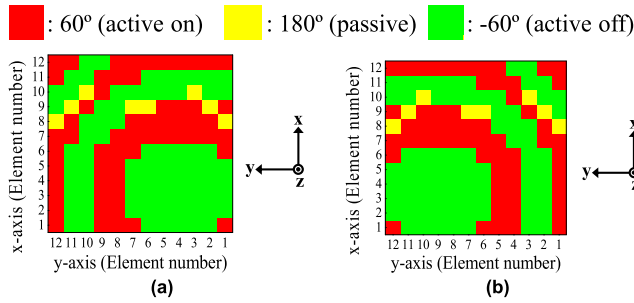 : 60º (active on) : 180º (passive) : -60º (active off)
x-axis (Element number)
12
11
10
9
8
7
6
5
4
3
2
1
12 11 10 9 8 7 6 5 4 3 2 1
y-axis (Element number)
(a)
x
y
z
x-axis (Element number)
12
11
10
9
8
7
6
5
4
3
2
1
12 11 10 9 8 7 6 5 4 3 2 1
y-axis (Element number)
(b)
x
y
z